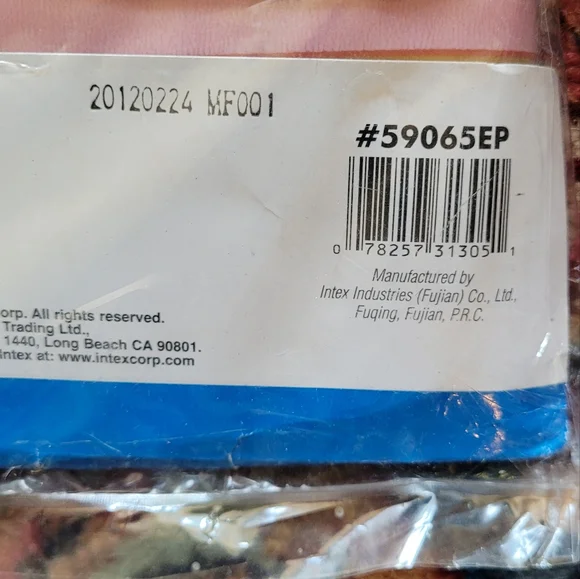 20120224 MF001
#59065EP
0 78257 31305 1
Manufactured by
Intex Industries (Fujian) Co., Ltd.,
Fuqing, Fujian, P.R.C.
orp. All rights reserved.
Trading Ltd.,
1440, Long Beach CA 90801.
Intex at: www.intexcorp.com